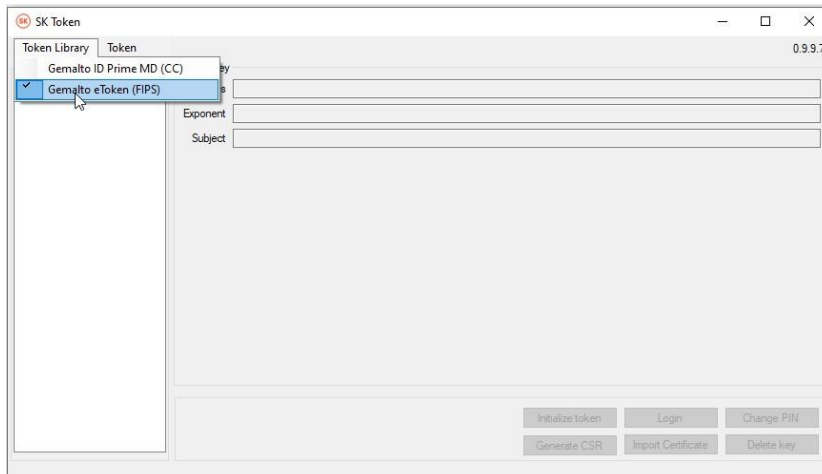 SK Token
Token Library Token 0.9.9.7
Gemalto ID Prime MD (CC)
Gemalto eToken (FIPS)
Exponent
Subject
Initialize token Login Change PIN
Generate CSR Import Certificate Delete key